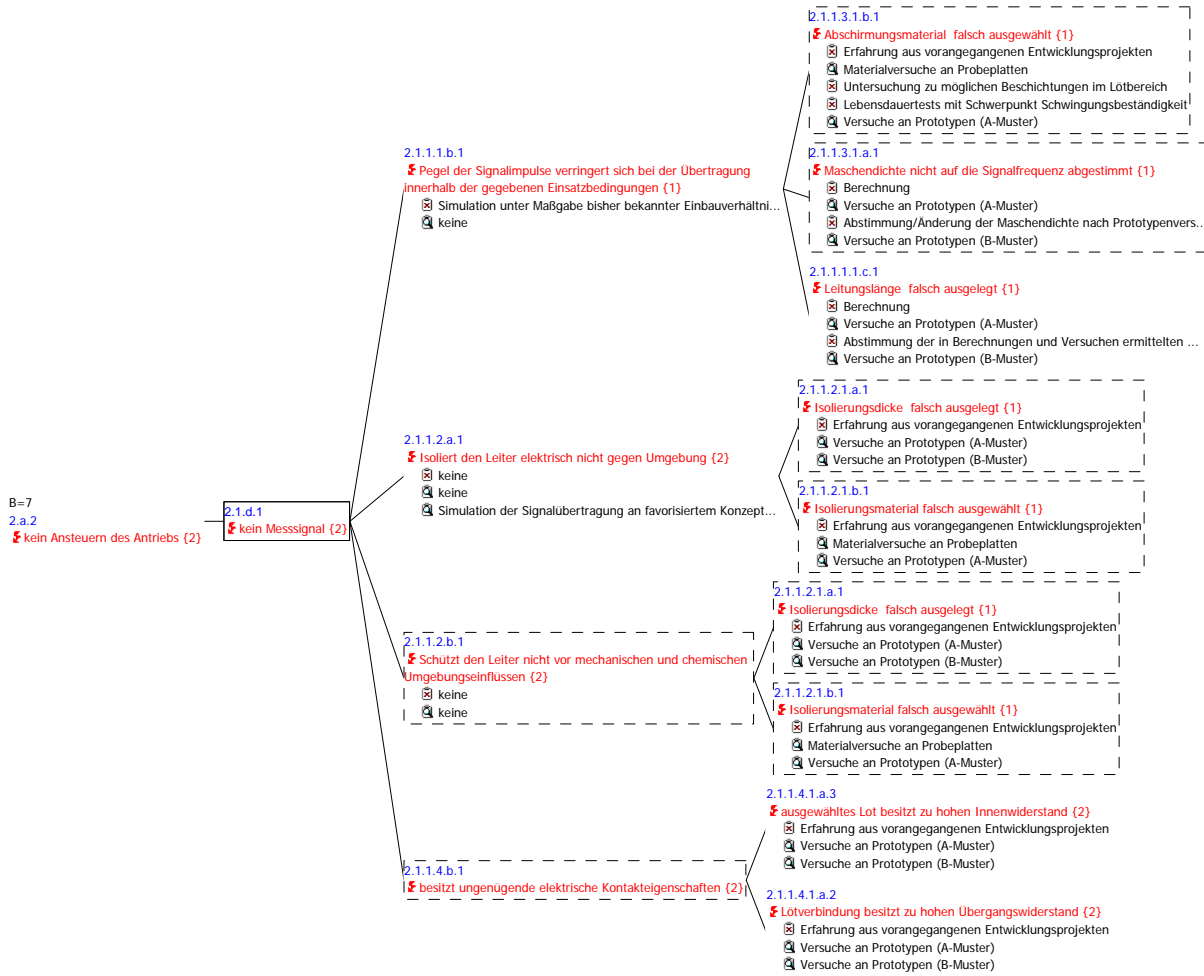 B=7
2.a.2
kein Ansteuern des Antriebs {2}
2.1.d.1
kein Messsignal {2}
2.1.1.1.b.1
Pegel der Signalimpulse verringert sich bei der Übertragung
innerhalb der gegebenen Einsatzbedingungen {1}
Simulation unter Maßgabe bisher bekannter Einbauverhältni...
keine
2.1.1.3.1.b.1
Abschirmungsmaterial falsch ausgewählt {1}
Erfahrung aus vorangegangenen Entwicklungsprojekten
Materialversuche an Probeplatten
Untersuchung zu möglichen Beschichtungen im Lötbereich
Lebensdauertests mit Schwerpunkt Schwingungsbeständigkeit
Versuche an Prototypen (A-Muster)
2.1.1.3.1.a.1
Maschendichte nicht auf die Signalfrequenz abgestimmt {1}
Berechnung
Versuche an Prototypen (A-Muster)
Abstimmung/Änderung der Maschendichte nach Prototypenvers...
Versuche an Prototypen (B-Muster)
2.1.1.1.1.c.1
Leitungslänge falsch ausgelegt {1}
Berechnung
Versuche an Prototypen (A-Muster)
Abstimmung der in Berechnungen und Versuchen ermittelten ...
Versuche an Prototypen (B-Muster)
2.1.1.2.a.1
Isoliert den Leiter elektrisch nicht gegen Umgebung {2}
keine
keine
Simulation der Signalübertragung an favorisiertem Konzept...
2.1.1.2.1.a.1
Isolierungsdicke falsch ausgelegt {1}
Erfahrung aus vorangegangenen Entwicklungsprojekten
Versuche an Prototypen (A-Muster)
Versuche an Prototypen (B-Muster)
2.1.1.2.1.b.1
Isolierungsmaterial falsch ausgewählt {1}
Erfahrung aus vorangegangenen Entwicklungsprojekten
Materialversuche an Probeplatten
Versuche an Prototypen (A-Muster)
2.1.1.2.b.1
Schützt den Leiter nicht vor mechanischen und chemischen
Umgebungseinflüssen {2}
keine
keine
2.1.1.2.1.a.1
Isolierungsdicke falsch ausgelegt {1}
Erfahrung aus vorangegangenen Entwicklungsprojekten
Versuche an Prototypen (A-Muster)
Versuche an Prototypen (B-Muster)
2.1.1.2.1.b.1
Isolierungsmaterial falsch ausgewählt {1}
Erfahrung aus vorangegangenen Entwicklungsprojekten
Materialversuche an Probeplatten
Versuche an Prototypen (A-Muster)
2.1.1.4.b.1
besitzt ungenügende elektrische Kontakteigenschaften {2}
2.1.1.4.1.a.3
ausgewähltes Lot besitzt zu hohen Innenwiderstand {2}
Erfahrung aus vorangegangenen Entwicklungsprojekten
Versuche an Prototypen (A-Muster)
Versuche an Prototypen (B-Muster)
2.1.1.4.1.a.2
Lötverbindung besitzt zu hohen Übergangswiderstand {2}
Erfahrung aus vorangegangenen Entwicklungsprojekten
Versuche an Prototypen (A-Muster)
Versuche an Prototypen (B-Muster)